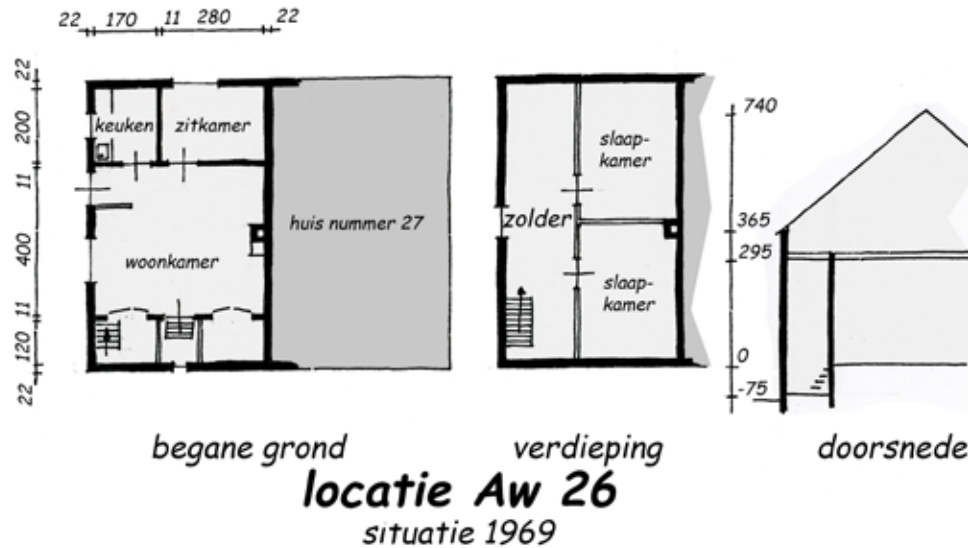 22 170 11 280 22
22
200
11
400
11
120
22
keuken
zitkamer
woonkamer
huis nummer 27
zolder
slaap-
kamer
slaap-
kamer
740
365
295
0
-75
begane grond
verdieping
doorsnede
locatie Aw 26
situatie 1969